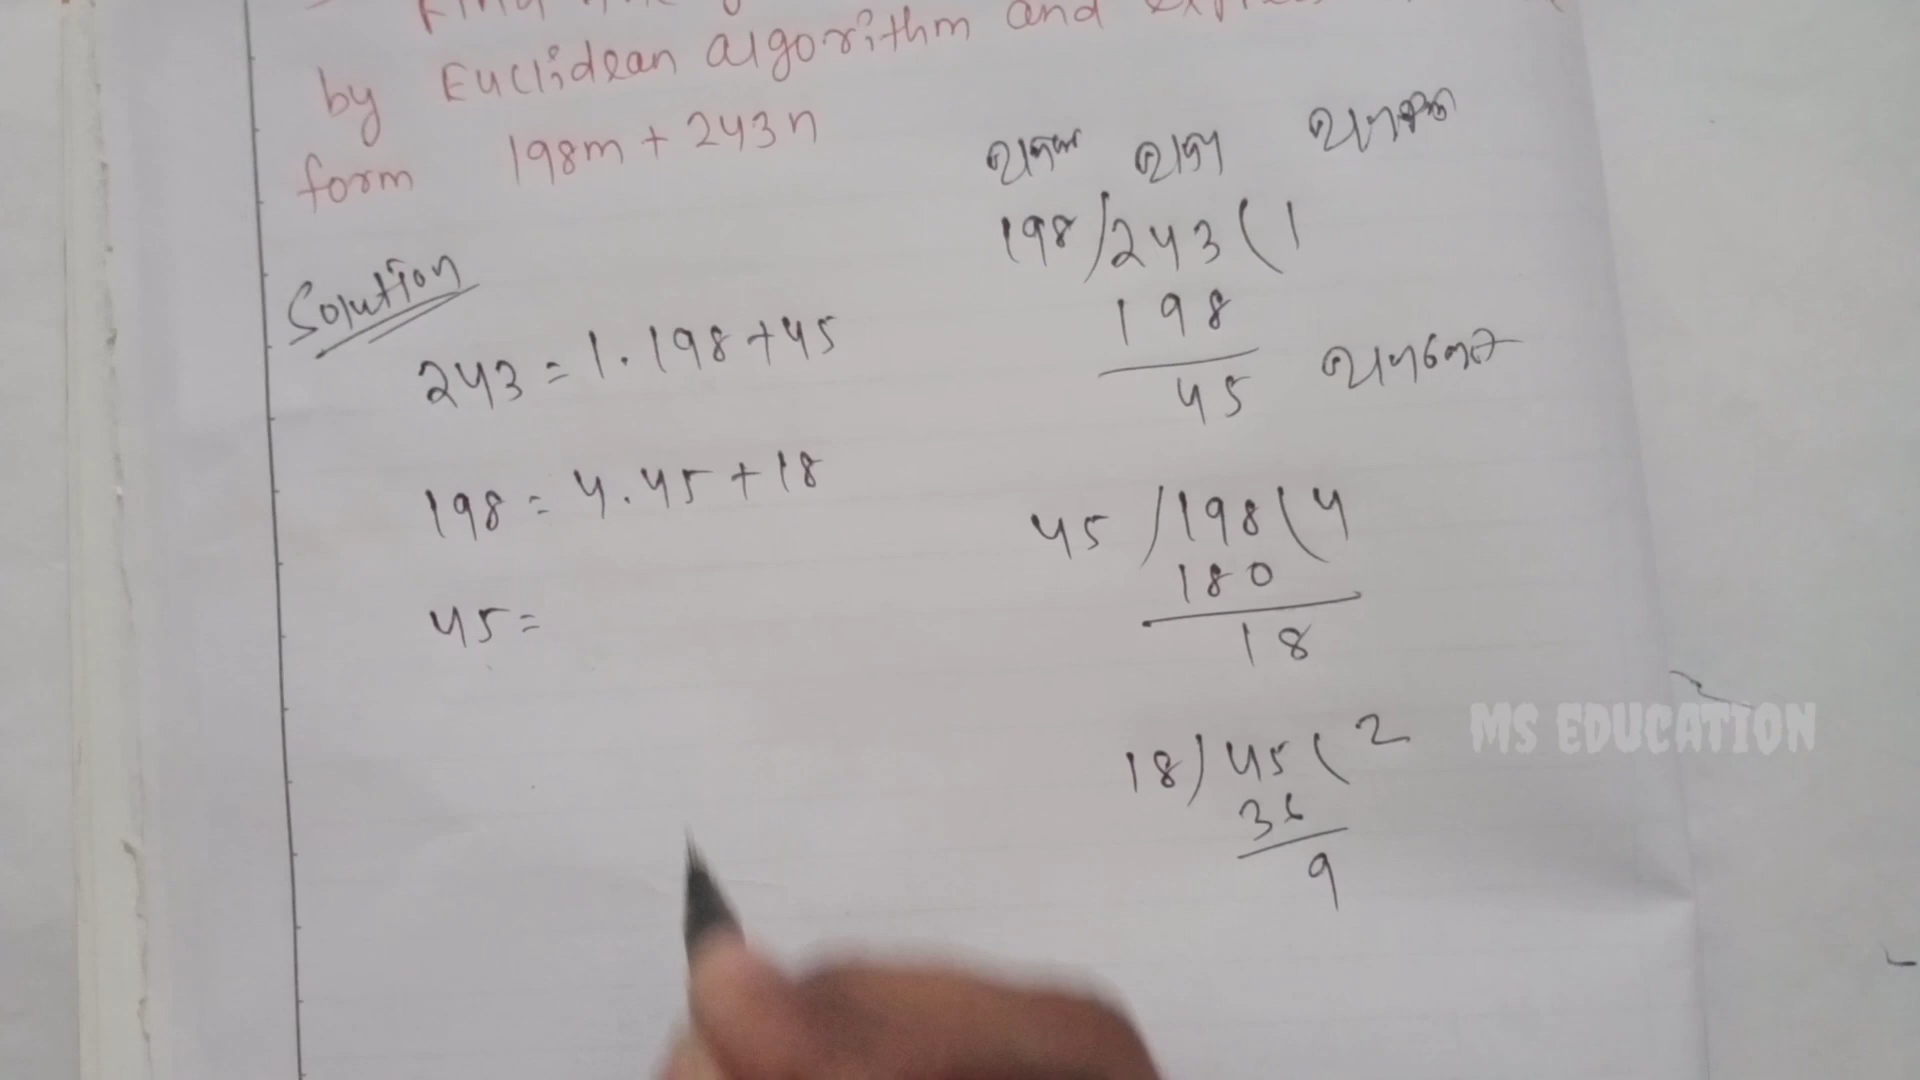 by Euclidean algorithm and
form 198m + 243n
Solution
243 = 1.198+45
198 = 4.45+18
45=
198)243(1
198
45
45)198(4
180
18
18)45(2
36
9
MS EDUCATION